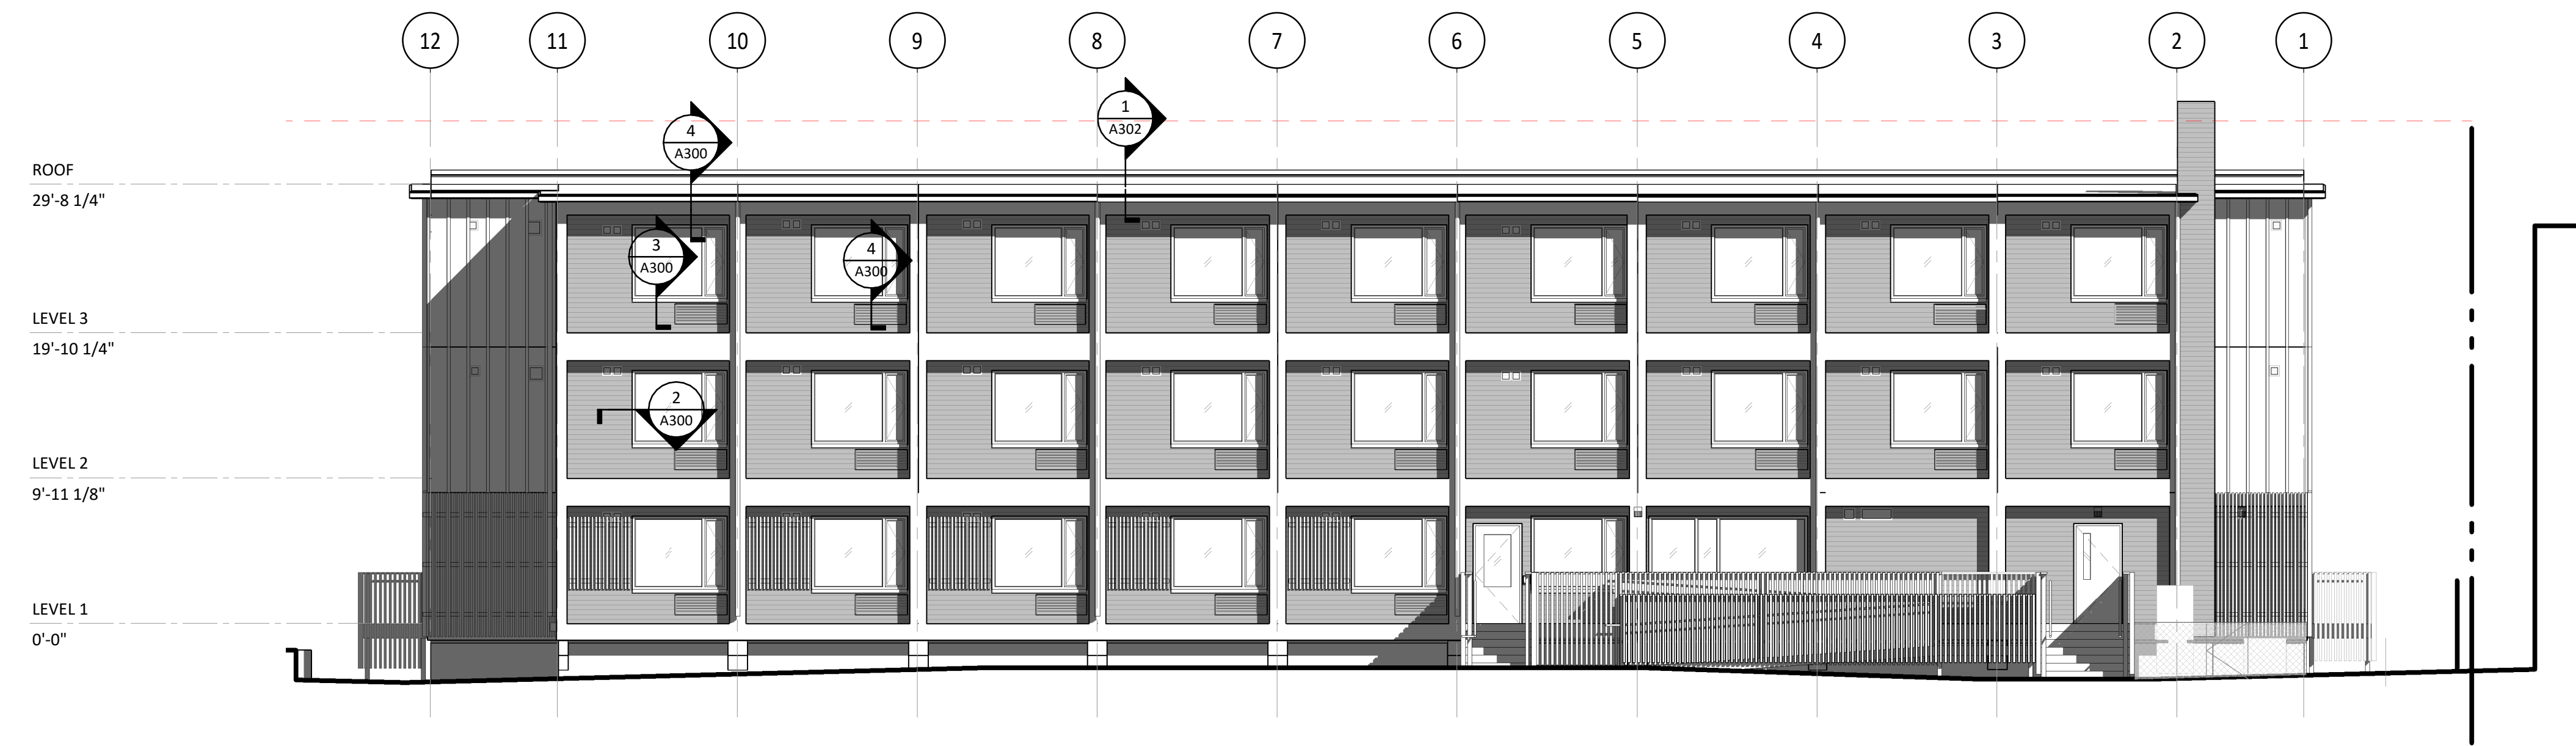 12 11 10 9 8 7 6 5 4 3 2 1
1
A302
4
A300
ROOF
29'-8 1/4"
3
A300
4
A300
LEVEL 3
19'-10 1/4"
2
A300
LEVEL 2
9'-11 1/8"
LEVEL 1
0'-0"